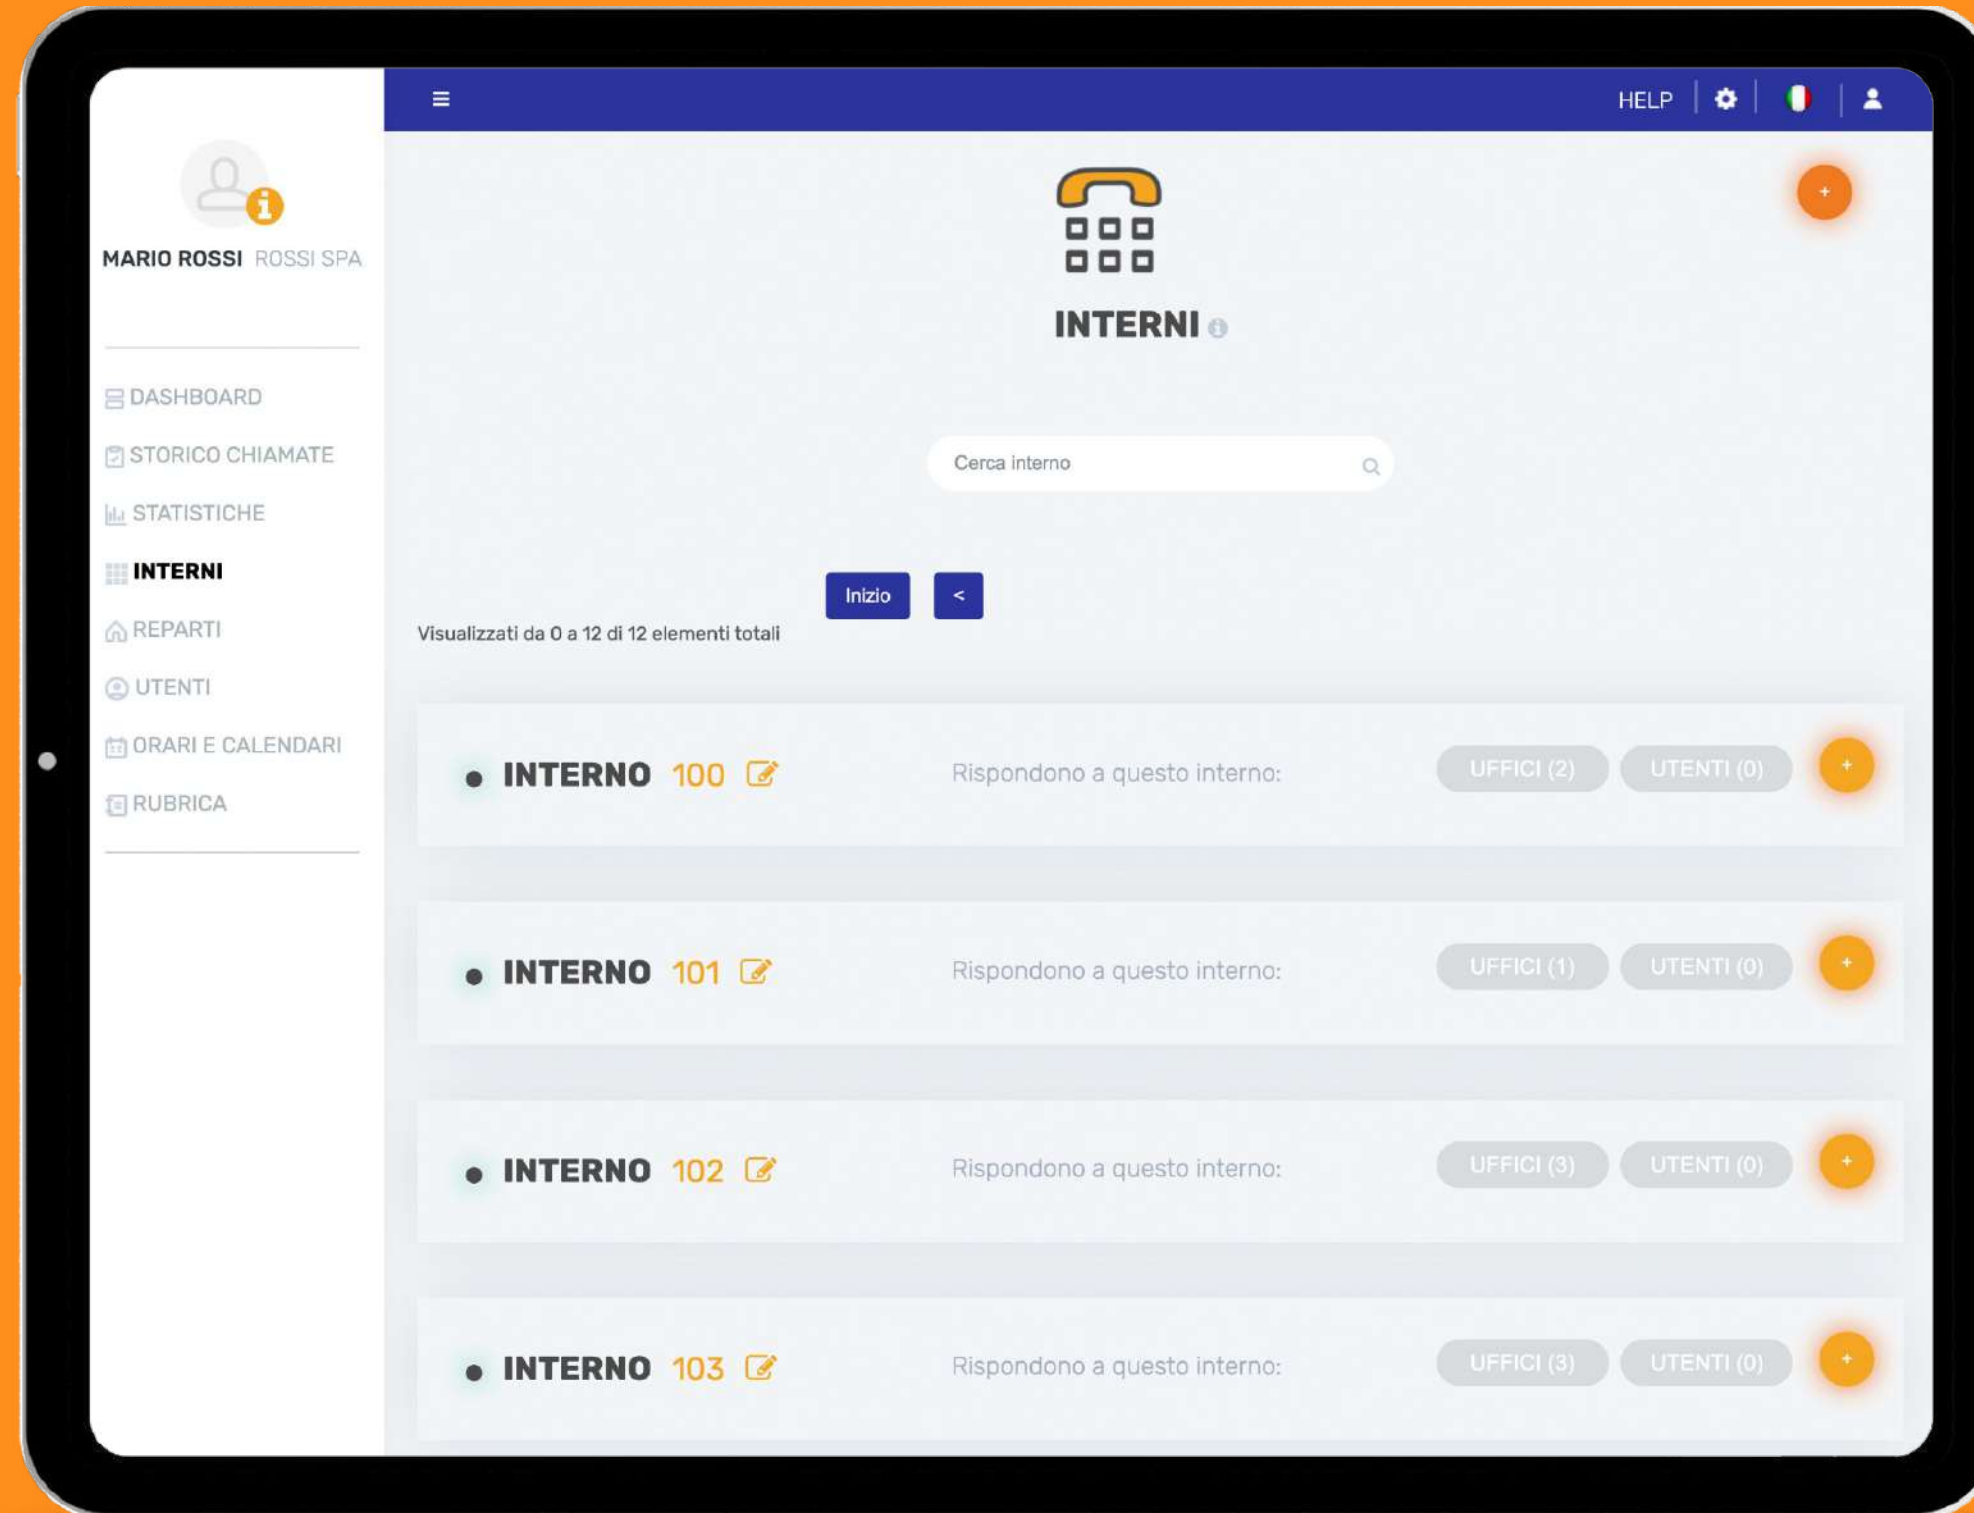 HELP
MARIO ROSSI ROSSI SPA
DASHBOARD
STORICO CHIAMATE
STATISTICHE
INTERNI
REPARTI
UTENTI
ORARI E CALENDARI
RUBRICA
INTERNI
Cerca interno
Inizio <
Visualizzati da 0 a 12 di 12 elementi totali
INTERNO 100 Rispondono a questo interno: UFFICI (2) UTENTI (0) +
INTERNO 101 Rispondono a questo interno: UFFICI (1) UTENTI (0) +
INTERNO 102 Rispondono a questo interno: UFFICI (3) UTENTI (0) +
INTERNO 103 Rispondono a questo interno: UFFICI (3) UTENTI (0) +